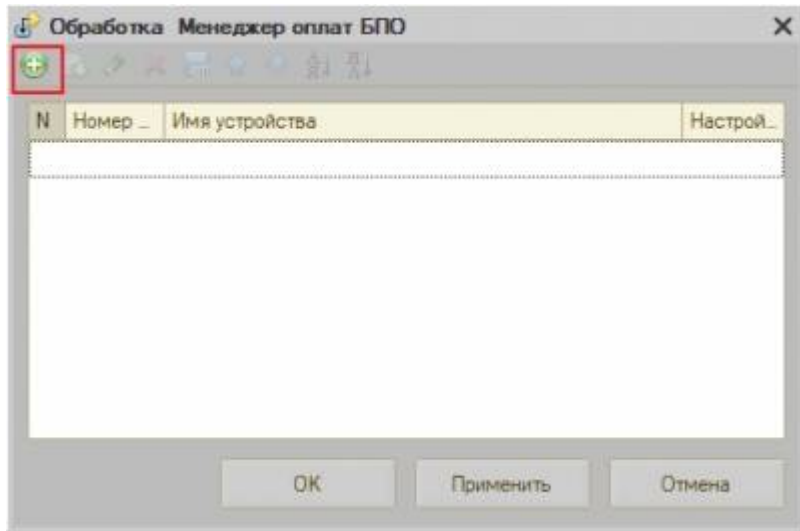 Обработка Менеджер оплат БПО
N Номер ... Имя устройства Настрой...
ОК Применить Отмена